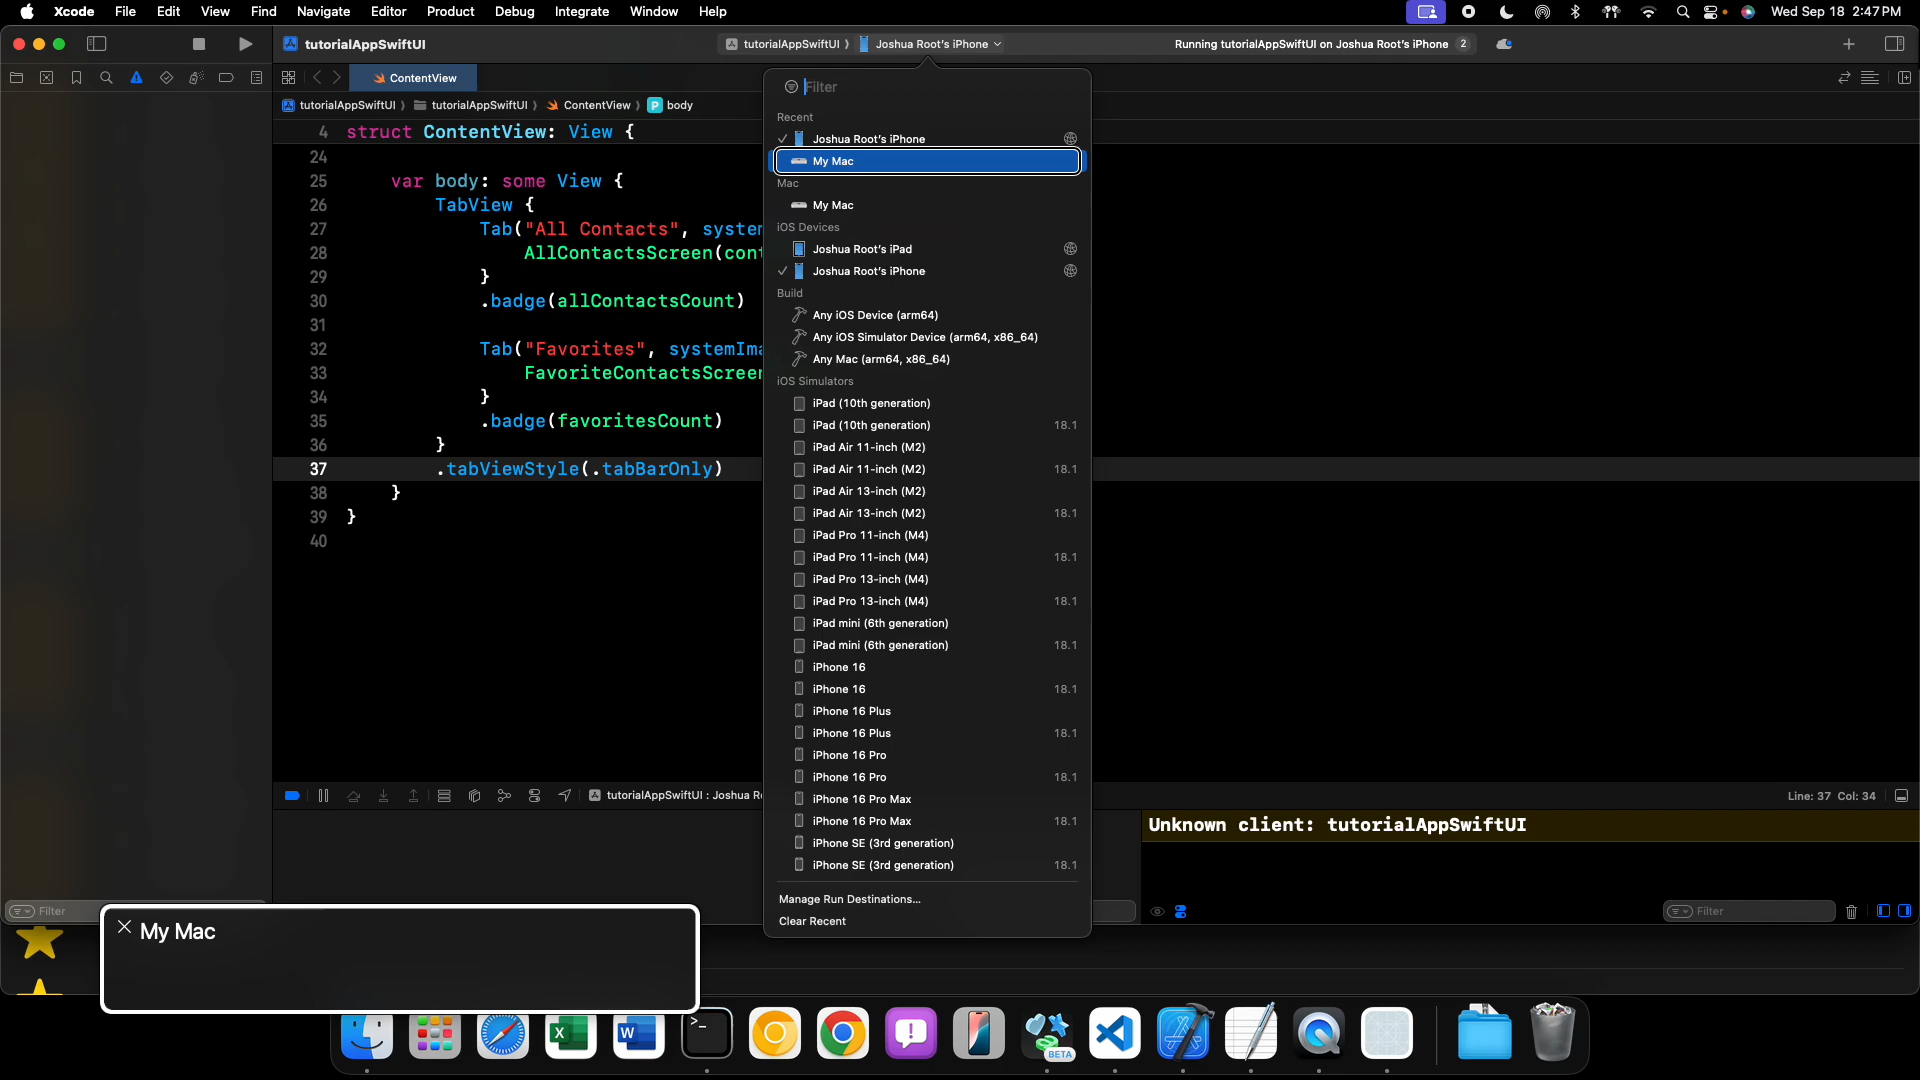 Xcode File Edit View Find Navigate Editor Product Debug Integrate Window Help Wed Sep 18 2:47 PM
tutorialAppSwiftUI
tutorialAppSwiftUI ⟩ Joshua Root's iPhone
Running tutorialAppSwiftUI on Joshua Root's iPhone 2
ContentView
tutorialAppSwiftUI ⟩ tutorialAppSwiftUI ⟩ ContentView ⟩ P body
4 struct ContentView: View {
24
25 var body: some View {
26 TabView {
27 Tab("All Contacts", system
28 AllContactsScreen(cont
29 }
30 .badge(allContactsCount)
31
32 Tab("Favorites", systemIma
33 FavoriteContactsScreen
34 }
35 .badge(favoritesCount)
36 }
37 .tabViewStyle(.tabBarOnly)
38 }
39 }
40
Filter
Recent
✓ Joshua Root's iPhone
My Mac
Mac
My Mac
iOS Devices
Joshua Root's iPad
✓ Joshua Root's iPhone
Build
Any iOS Device (arm64)
Any iOS Simulator Device (arm64, x86_64)
Any Mac (arm64, x86_64)
iOS Simulators
iPad (10th generation)
iPad (10th generation) 18.1
iPad Air 11-inch (M2)
iPad Air 11-inch (M2) 18.1
iPad Air 13-inch (M2)
iPad Air 13-inch (M2) 18.1
iPad Pro 11-inch (M4)
iPad Pro 11-inch (M4) 18.1
iPad Pro 13-inch (M4)
iPad Pro 13-inch (M4) 18.1
iPad mini (6th generation)
iPad mini (6th generation) 18.1
iPhone 16
iPhone 16 18.1
iPhone 16 Plus
iPhone 16 Plus 18.1
iPhone 16 Pro
iPhone 16 Pro 18.1
iPhone 16 Pro Max
iPhone 16 Pro Max 18.1
iPhone SE (3rd generation)
iPhone SE (3rd generation) 18.1
Manage Run Destinations...
Clear Recent
tutorialAppSwiftUI : Joshua Ro
Line: 37 Col: 34
Unknown client: tutorialAppSwiftUI
Filter
Filter
My Mac
X
W
>_
BETA